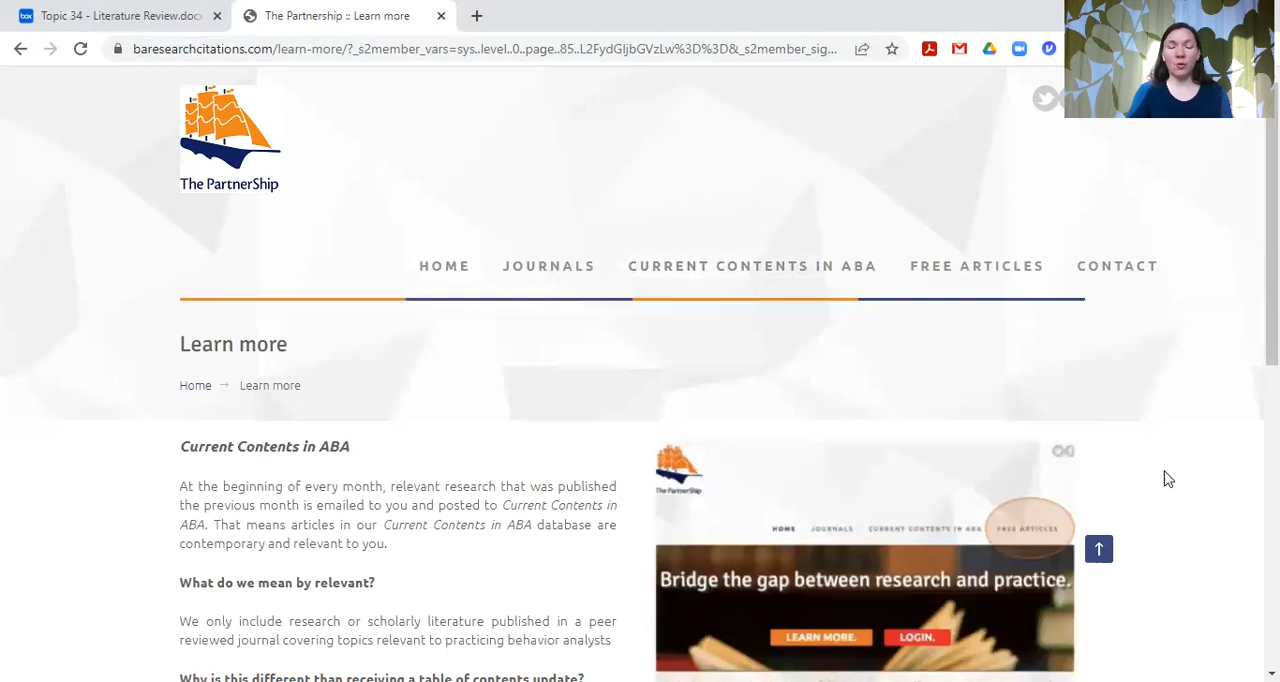 Topic 34 - Literature Review.docx
The Partnership :: Learn more
baresearchcitations.com/learn-more/?_s2member_vars=sys..level..0..page..85..L2FydGljbGVzLw%3D%3D&_s2member_sig...
The PartnerShip
HOME JOURNALS CURRENT CONTENTS IN ABA FREE ARTICLES CONTACT
Learn more
Home → Learn more
Current Contents in ABA
At the beginning of every month, relevant research that was published
the previous month is emailed to you and posted to Current Contents in
ABA. That means articles in our Current Contents in ABA database are
contemporary and relevant to you.
What do we mean by relevant?
We only include research or scholarly literature published in a peer
reviewed journal covering topics relevant to practicing behavior analysts
Why is this different than receiving a table of contents update?
The PartnerShip
HOME JOURNALS CURRENT CONTENTS IN ABA FREE ARTICLES
Bridge the gap between research and practice.
LEARN MORE. LOGIN.